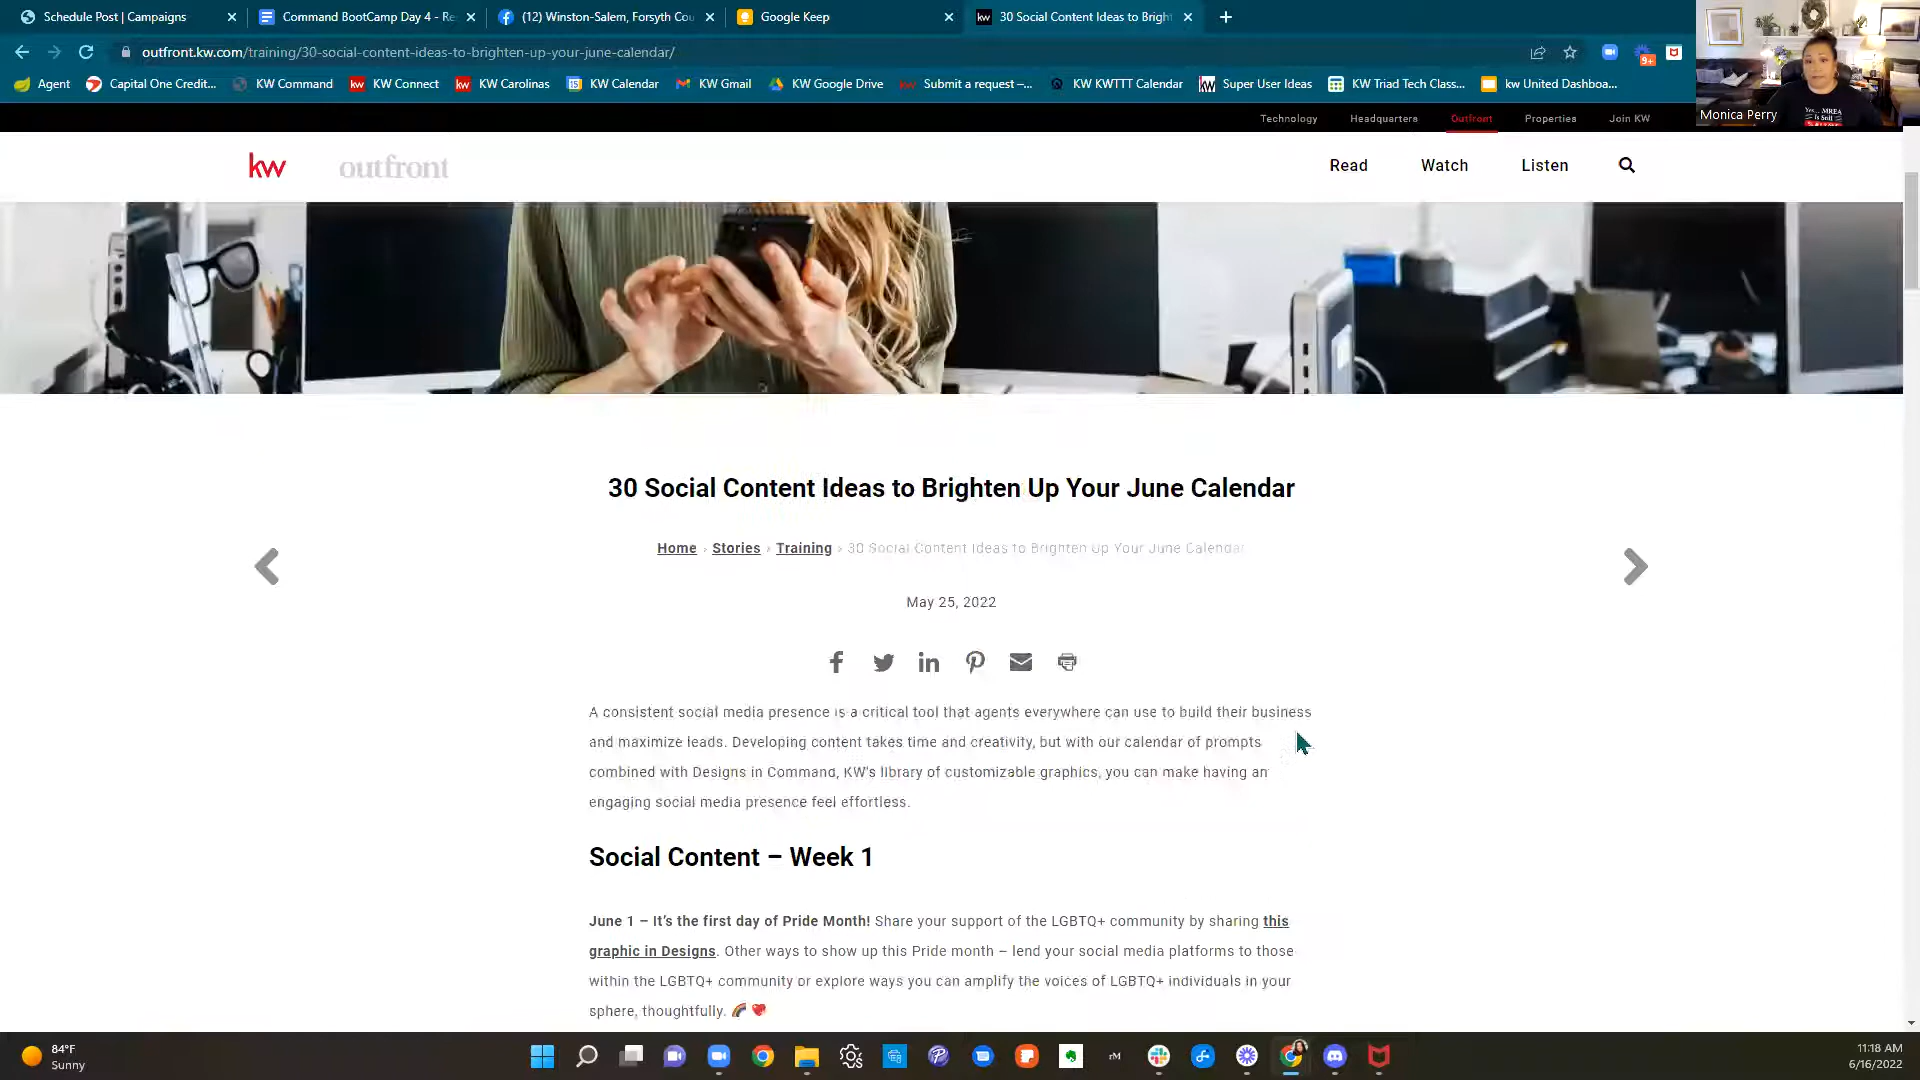 Schedule Post | Campaigns
Command BootCamp Day 4 - Re
(12) Winston-Salem, Forsyth Cou
Google Keep
30 Social Content Ideas to Bright
outfront.kw.com/training/30-social-content-ideas-to-brighten-up-your-june-calendar/
9+
Agent
Capital One Credit...
KW Command
kw
KW Connect
kw
KW Carolinas
KW Calendar
KW Gmail
KW Google Drive
Submit a request –...
KW KWTTT Calendar
Super User Ideas
KW Triad Tech Class...
kw United Dashboa...
Yes... MREA
Monica Perry
Technology
Headquarters
Outfront
Properties
Join KW
kw
outfront
Read
Watch
Listen
30 Social Content Ideas to Brighten Up Your June Calendar
Home › Stories › Training › 30 Social Content Ideas to Brighten Up Your June Calendar
May 25, 2022
A consistent social media presence is a critical tool that agents everywhere can use to build their business
and maximize leads. Developing content takes time and creativity, but with our calendar of prompts
combined with Designs in Command, KW's library of customizable graphics, you can make having an
engaging social media presence feel effortless.
Social Content – Week 1
June 1 – It's the first day of Pride Month! Share your support of the LGBTQ+ community by sharing this
graphic in Designs. Other ways to show up this Pride month – lend your social media platforms to those
within the LGBTQ+ community or explore ways you can amplify the voices of LGBTQ+ individuals in your
sphere, thoughtfully. 🌈 ❤️
84°F
Sunny
rM
11:18 AM
6/16/2022